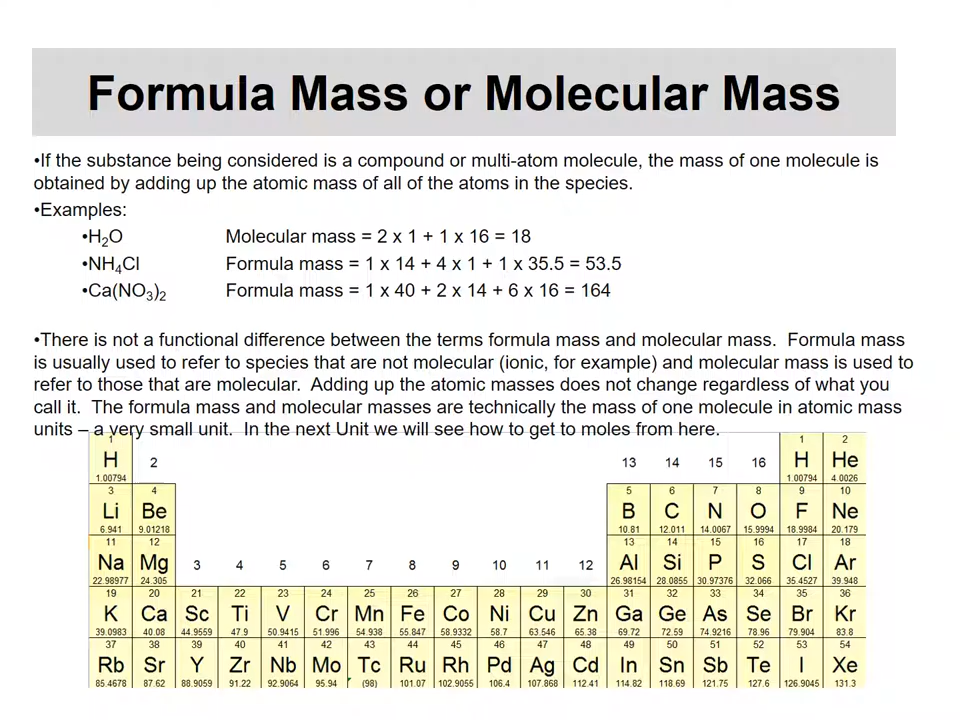 Formula Mass or Molecular Mass
•If the substance being considered is a compound or multi-atom molecule, the mass of one molecule is
obtained by adding up the atomic mass of all of the atoms in the species.
•Examples:
•H₂O Molecular mass = 2 x 1 + 1 x 16 = 18
•NH₄Cl Formula mass = 1 x 14 + 4 x 1 + 1 x 35.5 = 53.5
•Ca(NO₃)₂ Formula mass = 1 x 40 + 2 x 14 + 6 x 16 = 164
•There is not a functional difference between the terms formula mass and molecular mass. Formula mass
is usually used to refer to species that are not molecular (ionic, for example) and molecular mass is used to
refer to those that are molecular. Adding up the atomic masses does not change regardless of what you
call it. The formula mass and molecular masses are technically the mass of one molecule in atomic mass
units – a very small unit. In the next Unit we will see how to get to moles from here.
1 1 2
H 2 13 14 15 16 H He
1.00794 1.00794 4.0026
3 4 5 6 7 8 9 10
Li Be B C N O F Ne
6.941 9.01218 10.81 12.011 14.0067 15.9994 18.9984 20.179
11 12 13 14 15 16 17 18
Na Mg 3 4 5 6 7 8 9 10 11 12 Al Si P S Cl Ar
22.98977 24.305 26.98154 28.0855 30.97376 32.066 35.4527 39.948
19 20 21 22 23 24 25 26 27 28 29 30 31 32 33 34 35 36
K Ca Sc Ti V Cr Mn Fe Co Ni Cu Zn Ga Ge As Se Br Kr
39.0983 40.08 44.9559 47.9 50.9415 51.996 54.938 55.847 58.9332 58.7 63.546 65.38 69.72 72.59 74.9216 78.96 79.904 83.8
37 38 39 40 41 42 43 44 45 46 47 48 49 50 51 52 53 54
Rb Sr Y Zr Nb Mo Tc Ru Rh Pd Ag Cd In Sn Sb Te I Xe
85.4678 87.62 88.9059 91.22 92.9064 95.94 (98) 101.07 102.9055 106.4 107.868 112.41 114.82 118.69 121.75 127.6 126.9045 131.3